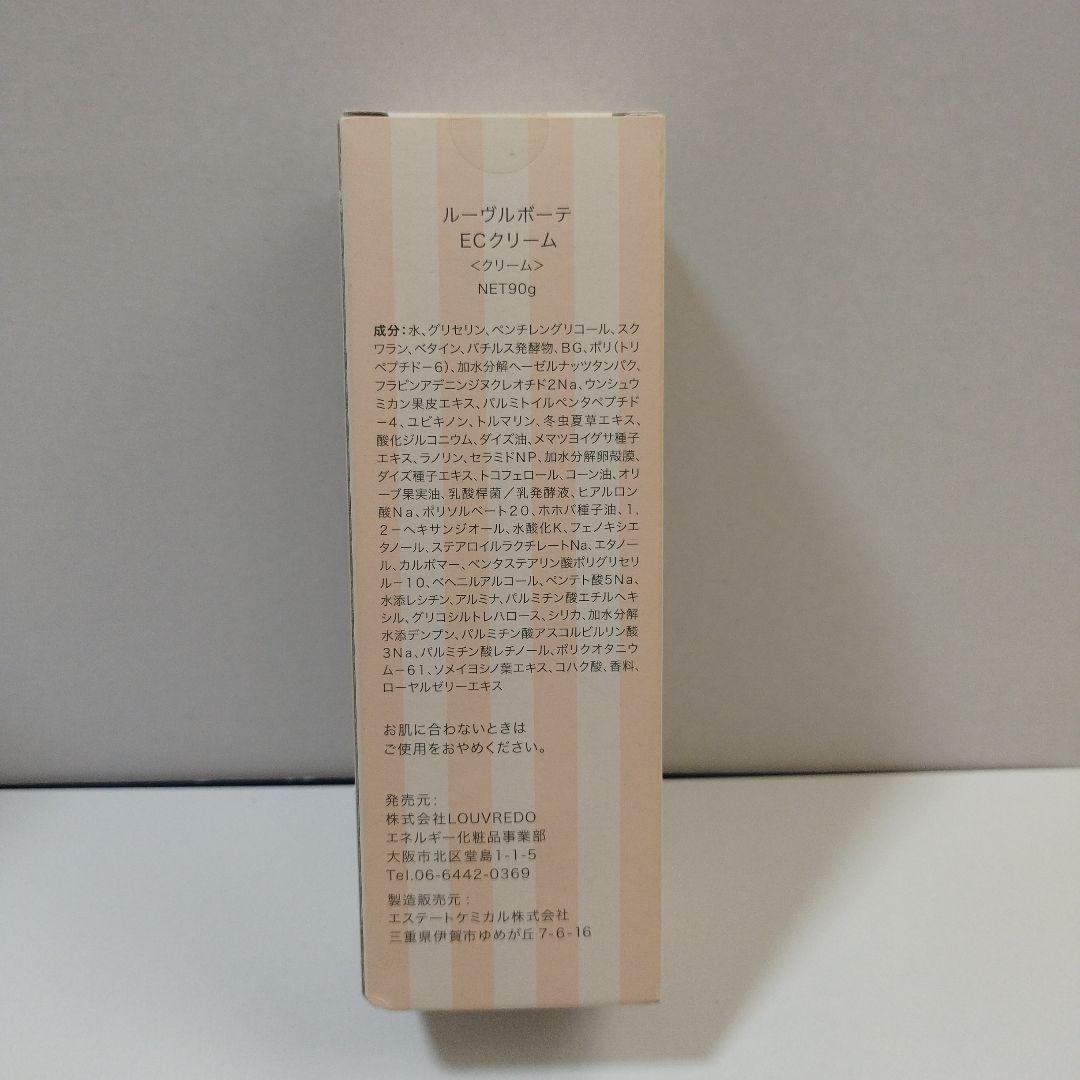 ルーヴルボーテ
ECクリーム
<クリーム>
NET90g
成分:水、グリセリン、ペンチレングリコール、スク
ワラン、ベタイン、バチルス発酵物、BG、ポリ(トリ
ペプチド−6)、加水分解ヘーゼルナッツタンパク、
フラビンアデニンジヌクレオチド2Na、ウンシュウ
ミカン果皮エキス、パルミトイルペンタペプチド
−4、ユビキノン、トルマリン、冬虫夏草エキス、
酸化ジルコニウム、ダイズ油、メマツヨイグサ種子
エキス、ラノリン、セラミドNP、加水分解卵殻膜、
ダイズ種子エキス、トコフェロール、コーン油、オリ
ーブ果実油、乳酸桿菌/乳発酵液、ヒアルロン
酸Na、ポリソルベート20、ホホバ種子油、1,
2−ヘキサンジオール、水酸化K、フェノキシエ
タノール、ステアロイルラクチレートNa、エタノー
ル、カルボマー、ペンタステアリン酸ポリグリセリ
ル−10、ベヘニルアルコール、ペンテト酸5Na、
水添レシチン、アルミナ、パルミチン酸エチルヘキ
シル、グリコシルトレハロース、シリカ、加水分解
水添デンプン、パルミチン酸アスコルビルリン酸
3Na、パルミチン酸レチノール、ポリクオタニウ
ム−61、ソメイヨシノ葉エキス、コハク酸、香料、
ローヤルゼリーエキス
お肌に合わないときは
ご使用をおやめください。
発売元:
株式会社LOUVREDO
エネルギー化粧品事業部
大阪市北区堂島1-1-5
Tel.06-6442-0369
製造販売元:
エステートケミカル株式会社
三重県伊賀市ゆめが丘7-6-16